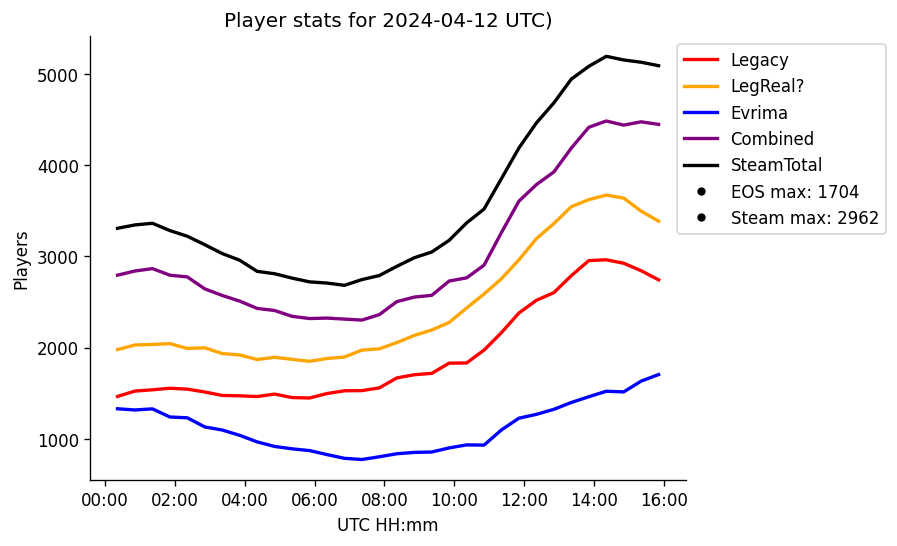 Player stats for 2024-04-12 UTC)
Players
5000
4000
3000
2000
1000
00:00 02:00 04:00 06:00 08:00 10:00 12:00 14:00 16:00
UTC HH:mm
Legacy
LegReal?
Evrima
Combined
SteamTotal
EOS max: 1704
Steam max: 2962